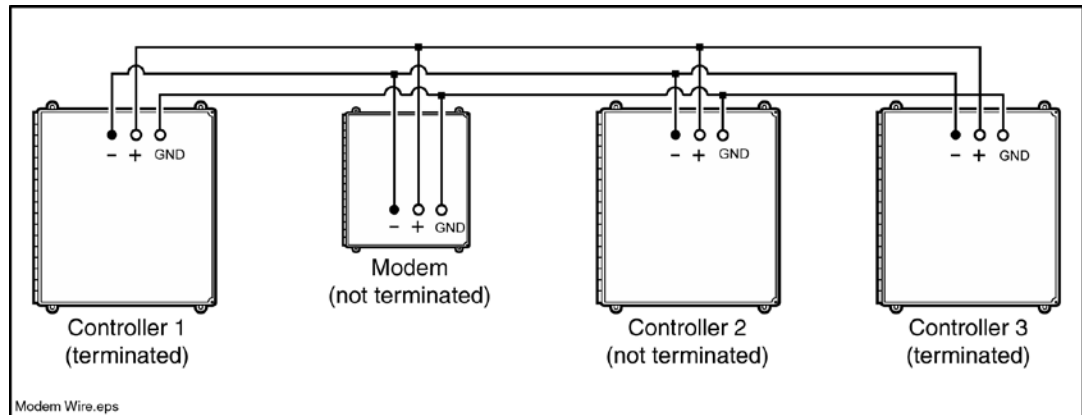 - + GND
- + GND
- + GND
- + GND
Modem
(not terminated)
Controller 1
(terminated)
Controller 2
(not terminated)
Controller 3
(terminated)
Modem Wire.eps